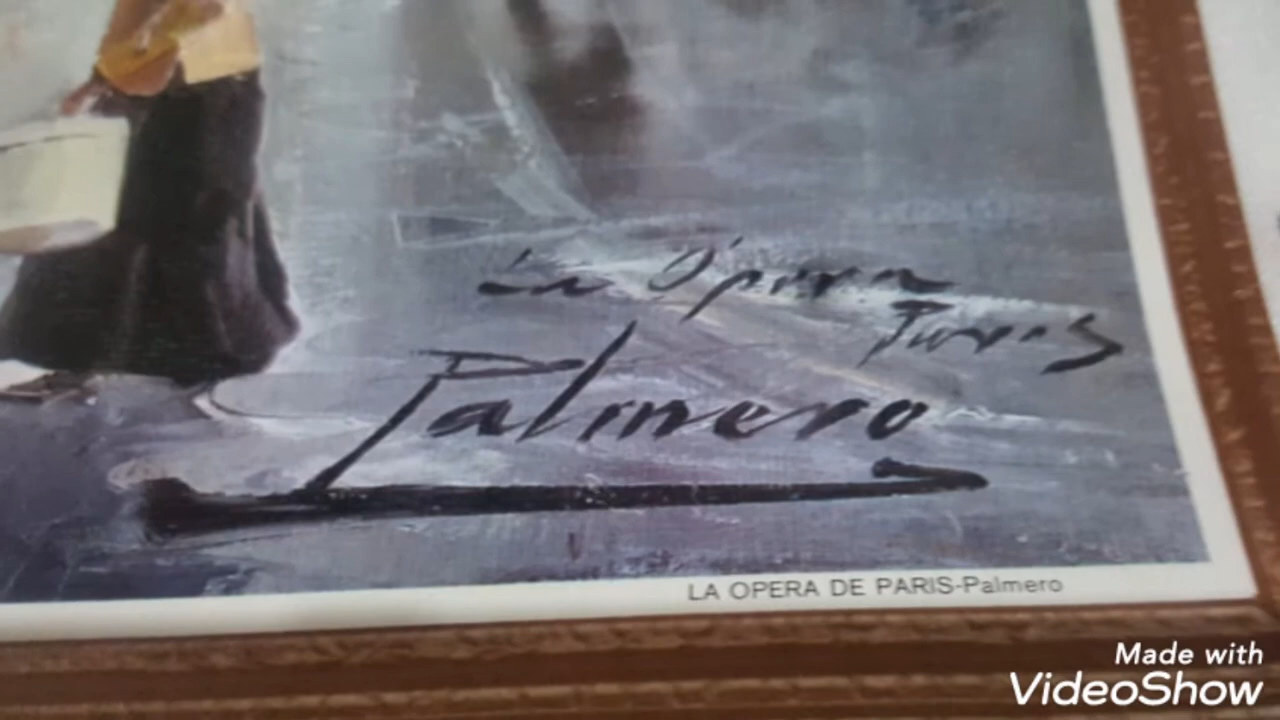 La Opera
Paris
Palmero
LA OPERA DE PARIS-Palmero
Made with
VideoShow